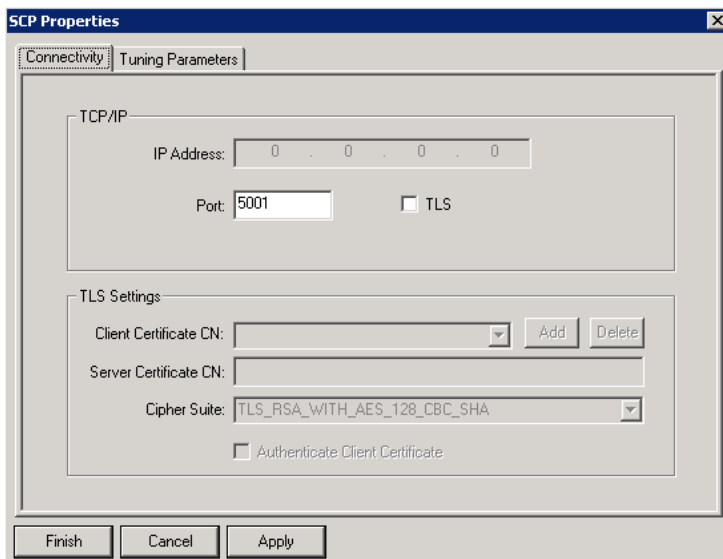 SCP Properties
Connectivity Tuning Parameters
TCP/IP
IP Address: 0 . 0 . 0 . 0
Port: 5001 TLS
TLS Settings
Client Certificate CN: Add Delete
Server Certificate CN:
Cipher Suite: TLS_RSA_WITH_AES_128_CBC_SHA
Authenticate Client Certificate
Finish Cancel Apply